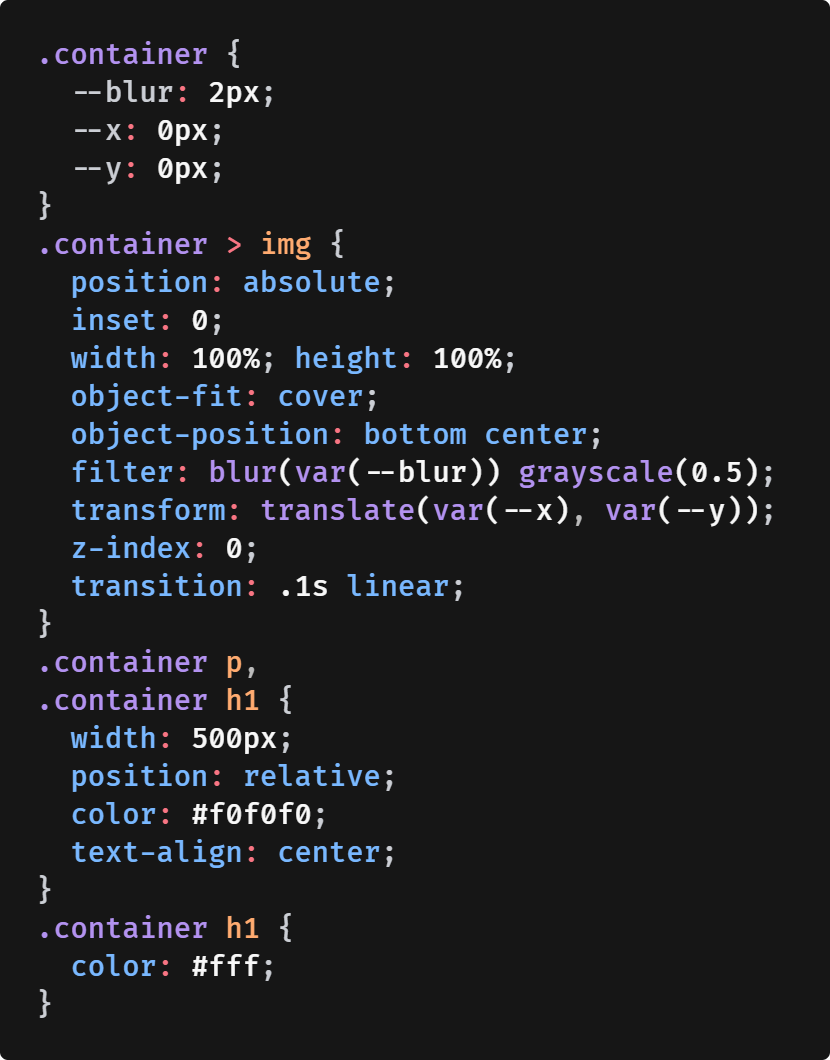 .container {
  --blur: 2px;
  --x: 0px;
  --y: 0px;
}
.container > img {
  position: absolute;
  inset: 0;
  width: 100%; height: 100%;
  object-fit: cover;
  object-position: bottom center;
  filter: blur(var(--blur)) grayscale(0.5);
  transform: translate(var(--x), var(--y));
  z-index: 0;
  transition: .1s linear;
}
.container p,
.container h1 {
  width: 500px;
  position: relative;
  color: #f0f0f0;
  text-align: center;
}
.container h1 {
  color: #fff;
}